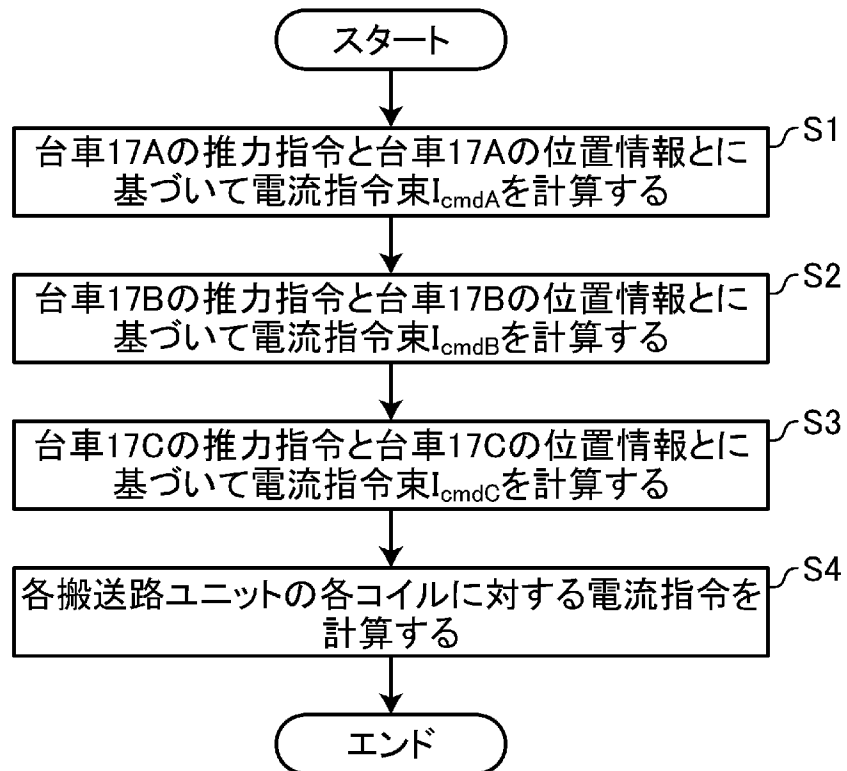 スタート
S1
台車17Aの推力指令と台車17Aの位置情報とに
基づいて電流指令束IcmdAを計算する
S2
台車17Bの推力指令と台車17Bの位置情報とに
基づいて電流指令束IcmdBを計算する
S3
台車17Cの推力指令と台車17Cの位置情報とに
基づいて電流指令束IcmdCを計算する
S4
各搬送路ユニットの各コイルに対する電流指令を
計算する
エンド